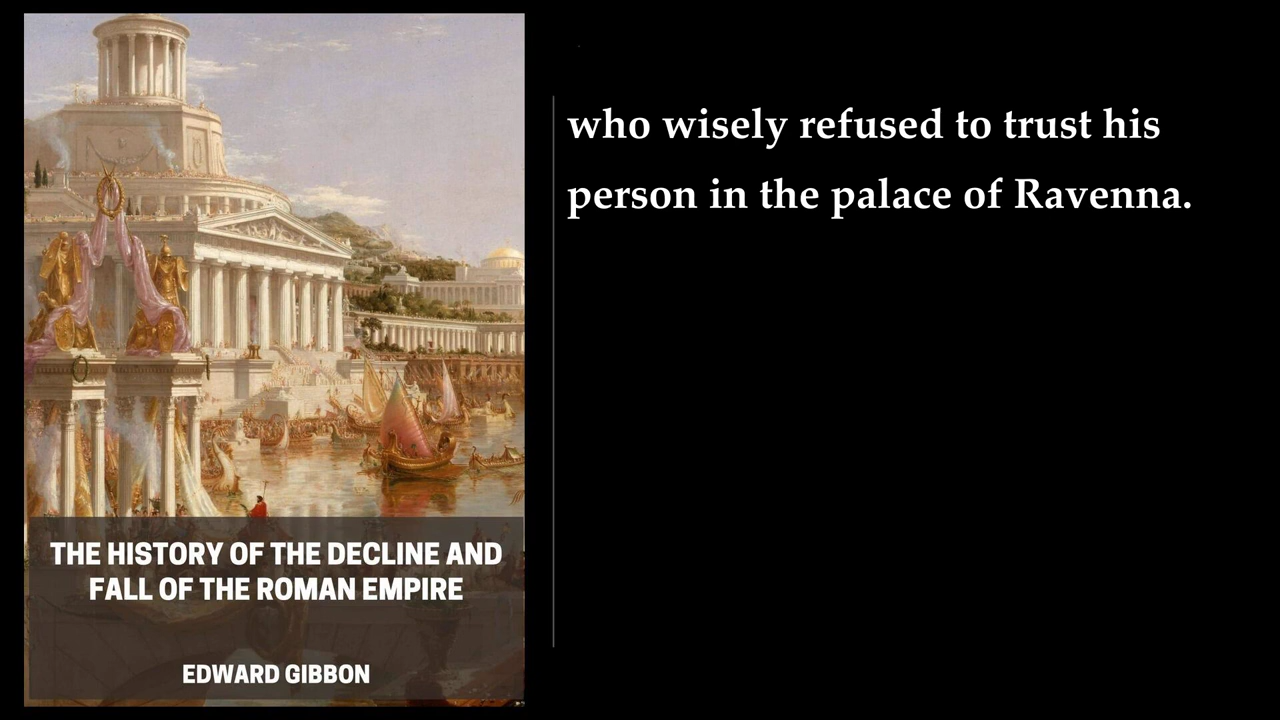 who wisely refused to trust his
person in the palace of Ravenna.
THE HISTORY OF THE DECLINE AND
FALL OF THE ROMAN EMPIRE
EDWARD GIBBON